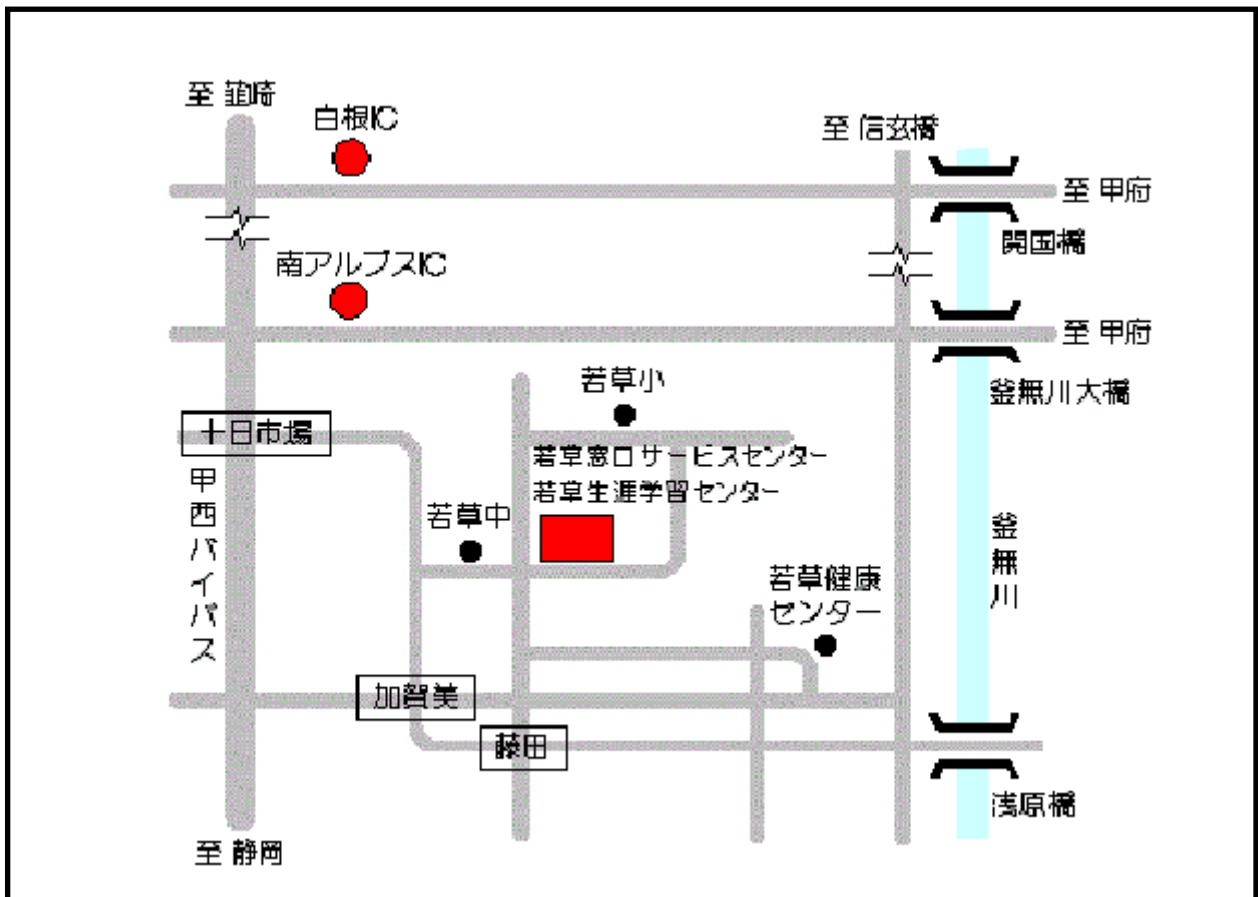 至 韮崎
白根IC
至 信玄橋
至 甲府
開国橋
南アルプスIC
至 甲府
釜無川大橋
若草小
十日市場
若草窓口サービスセンター
若草生涯学習センター
甲西バイパス
若草中
釜無川
若草健康
センター
加賀美
藤田
浅原橋
至 静岡